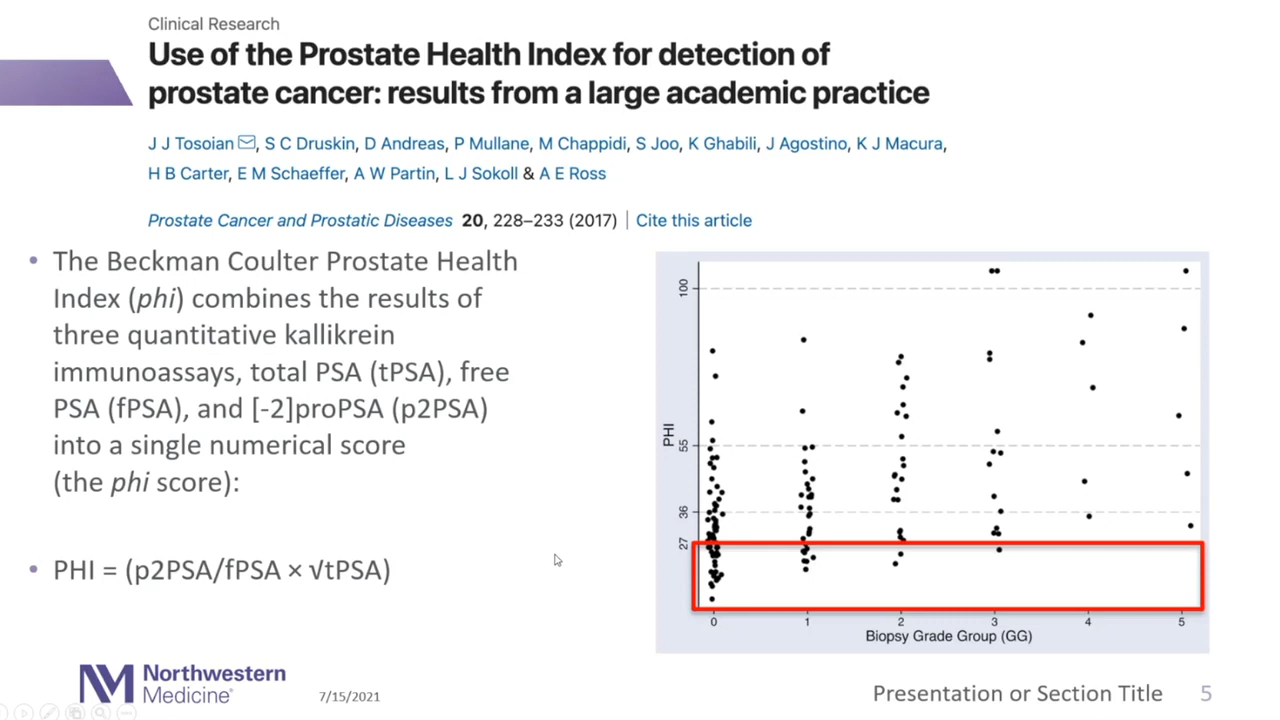 Clinical Research
Use of the Prostate Health Index for detection of
prostate cancer: results from a large academic practice
J J Tosoian, S C Druskin, D Andreas, P Mullane, M Chappidi, S Joo, K Ghabili, J Agostino, K J Macura,
H B Carter, E M Schaeffer, A W Partin, L J Sokoll & A E Ross
Prostate Cancer and Prostatic Diseases 20, 228–233 (2017) | Cite this article
• The Beckman Coulter Prostate Health
Index (phi) combines the results of
three quantitative kallikrein
immunoassays, total PSA (tPSA), free
PSA (fPSA), and [-2]proPSA (p2PSA)
into a single numerical score
(the phi score):
• PHI = (p2PSA/fPSA × √tPSA)
PHI
100
55
36
27
0 1 2 3 4 5
Biopsy Grade Group (GG)
NM Northwestern
Medicine®
7/15/2021
Presentation or Section Title
5